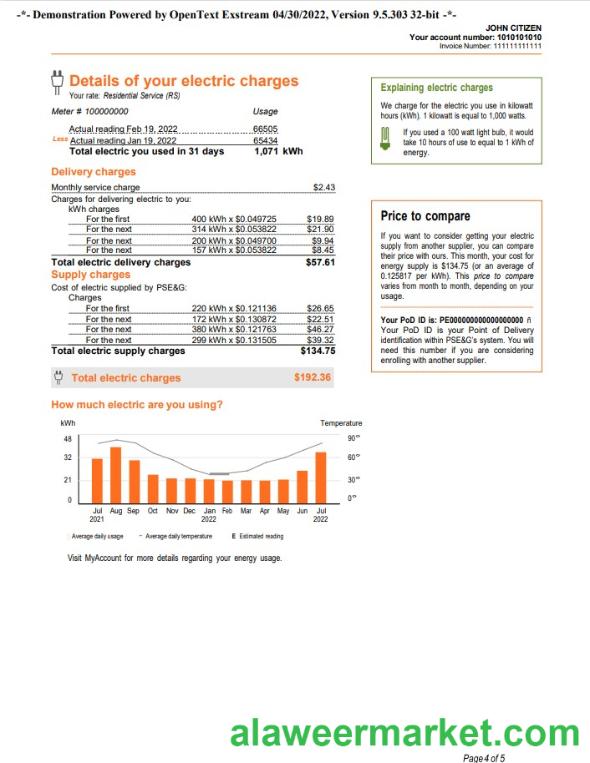 -*- Demonstration Powered by OpenText Exstream 04/30/2022, Version 9.5.303 32-bit -*-
JOHN CITIZEN
Your account number: 1010101010
Invoice Number: 111111111111
Details of your electric charges
Your rate: Residential Service (RS)
Meter # 100000000 Usage
Actual reading Feb 19, 2022 66505
Less Actual reading Jan 19, 2022 65434
Total electric you used in 31 days 1,071 kWh
Delivery charges
Monthly service charge $2.43
Charges for delivering electric to you:
kWh charges
For the first 400 kWh x $0.049725 $19.89
For the next 314 kWh x $0.053822 $21.90
For the next 200 kWh x $0.049700 $9.94
For the next 157 kWh x $0.053822 $8.45
Total electric delivery charges $57.61
Supply charges
Cost of electric supplied by PSE&G:
Charges
For the first 220 kWh x $0.121136 $26.65
For the next 172 kWh x $0.130872 $22.51
For the next 380 kWh x $0.121763 $46.27
For the next 299 kWh x $0.131505 $39.32
Total electric supply charges $134.75
Total electric charges $192.36
Explaining electric charges
We charge for the electric you use in kilowatt
hours (kWh). 1 kilowatt is equal to 1,000 watts.
If you used a 100 watt light bulb, it would
take 10 hours of use to equal to 1 kWh of
energy.
Price to compare
If you want to consider getting your electric
supply from another supplier, you can compare
their price with ours. This month, your cost for
energy supply is $134.75 (or an average of
0.125817 per kWh). This price to compare
varies from month to month, depending on your
usage.
Your PoD ID is: PE000000000000000000 ñ
Your PoD ID is your Point of Delivery
identification within PSE&G's system. You will
need this number if you are considering
enrolling with another supplier.
How much electric are you using?
kWh Temperature
48 90°
32 60°
21 30°
0 0°
Jul Aug Sep Oct Nov Dec Jan Feb Mar Apr May Jun Jul
2021 2022 2022
Average daily usage - Average daily temperature E Estimated reading
Visit MyAccount for more details regarding your energy usage.
alaweermarket.com
Page 4 of 5